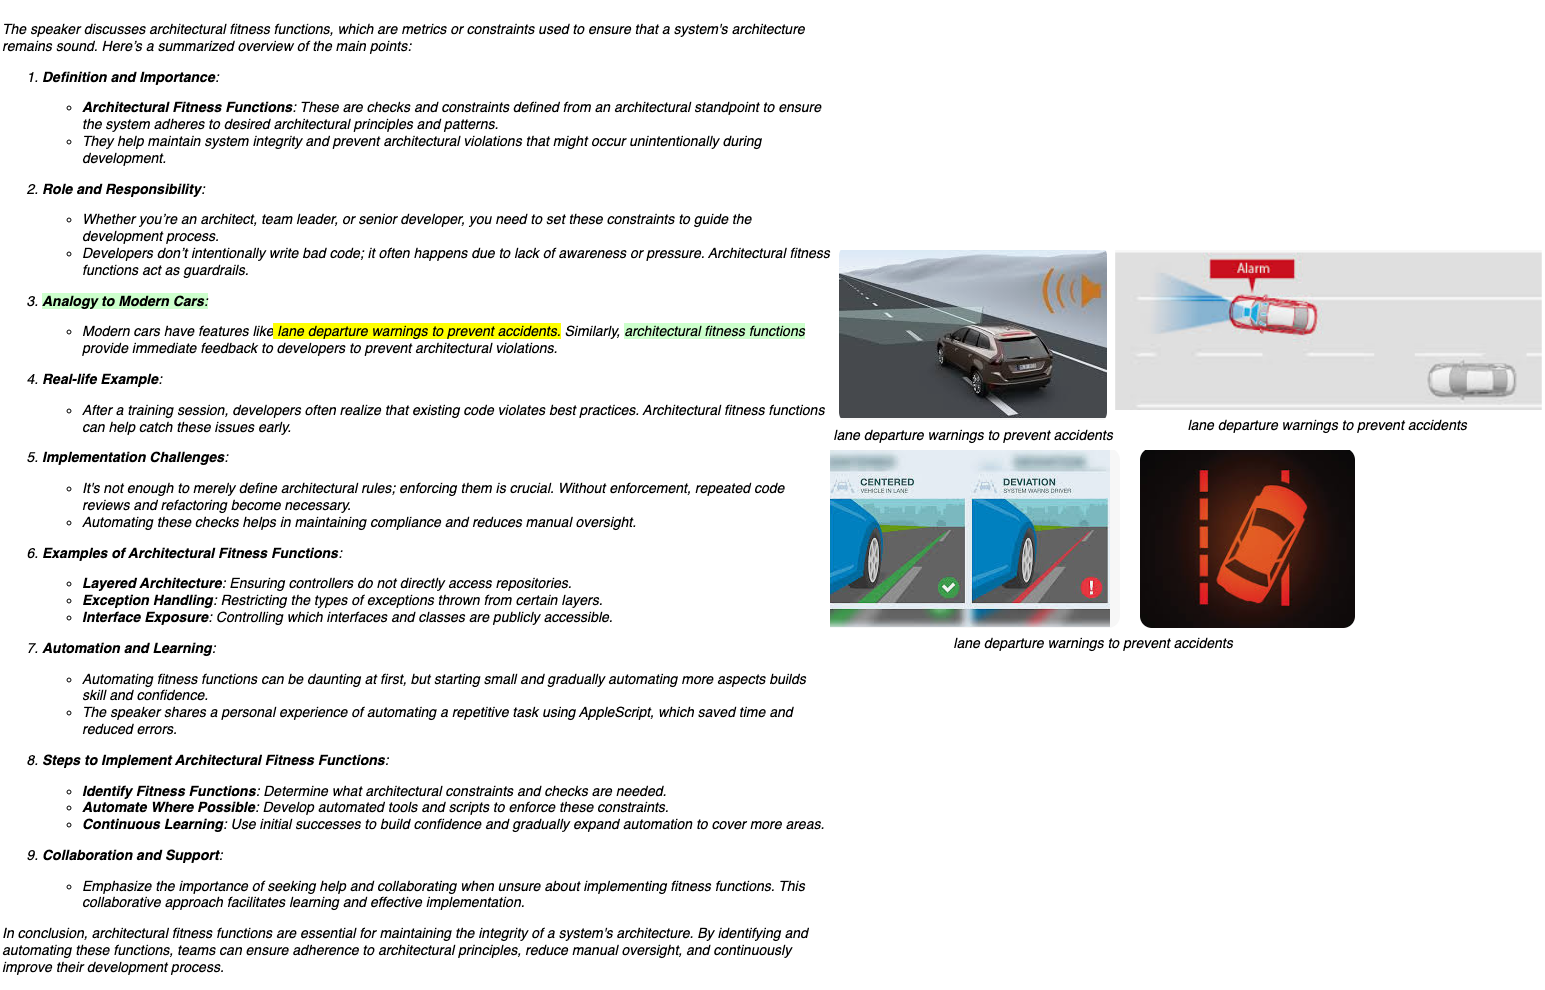 The speaker discusses architectural fitness functions, which are metrics or constraints used to ensure that a system's architecture
remains sound. Here's a summarized overview of the main points:
1. Definition and Importance:
◦ Architectural Fitness Functions: These are checks and constraints defined from an architectural standpoint to ensure
the system adheres to desired architectural principles and patterns.
◦ They help maintain system integrity and prevent architectural violations that might occur unintentionally during
development.
2. Role and Responsibility:
◦ Whether you're an architect, team leader, or senior developer, you need to set these constraints to guide the
development process.
◦ Developers don't intentionally write bad code; it often happens due to lack of awareness or pressure. Architectural fitness
functions act as guardrails.
3. Analogy to Modern Cars:
◦ Modern cars have features like lane departure warnings to prevent accidents. Similarly, architectural fitness functions
provide immediate feedback to developers to prevent architectural violations.
4. Real-life Example:
◦ After a training session, developers often realize that existing code violates best practices. Architectural fitness functions
can help catch these issues early.
5. Implementation Challenges:
◦ It's not enough to merely define architectural rules; enforcing them is crucial. Without enforcement, repeated code
reviews and refactoring become necessary.
◦ Automating these checks helps in maintaining compliance and reduces manual oversight.
6. Examples of Architectural Fitness Functions:
◦ Layered Architecture: Ensuring controllers do not directly access repositories.
◦ Exception Handling: Restricting the types of exceptions thrown from certain layers.
◦ Interface Exposure: Controlling which interfaces and classes are publicly accessible.
7. Automation and Learning:
◦ Automating fitness functions can be daunting at first, but starting small and gradually automating more aspects builds
skill and confidence.
◦ The speaker shares a personal experience of automating a repetitive task using AppleScript, which saved time and
reduced errors.
8. Steps to Implement Architectural Fitness Functions:
◦ Identify Fitness Functions: Determine what architectural constraints and checks are needed.
◦ Automate Where Possible: Develop automated tools and scripts to enforce these constraints.
◦ Continuous Learning: Use initial successes to build confidence and gradually expand automation to cover more areas.
9. Collaboration and Support:
◦ Emphasize the importance of seeking help and collaborating when unsure about implementing fitness functions. This
collaborative approach facilitates learning and effective implementation.
In conclusion, architectural fitness functions are essential for maintaining the integrity of a system's architecture. By identifying and
automating these functions, teams can ensure adherence to architectural principles, reduce manual oversight, and continuously
improve their development process.
Alarm
lane departure warnings to prevent accidents
lane departure warnings to prevent accidents
CENTERED
VEHICLE IN LANE
DEVIATION
SYSTEM WARNS DRIVER
lane departure warnings to prevent accidents